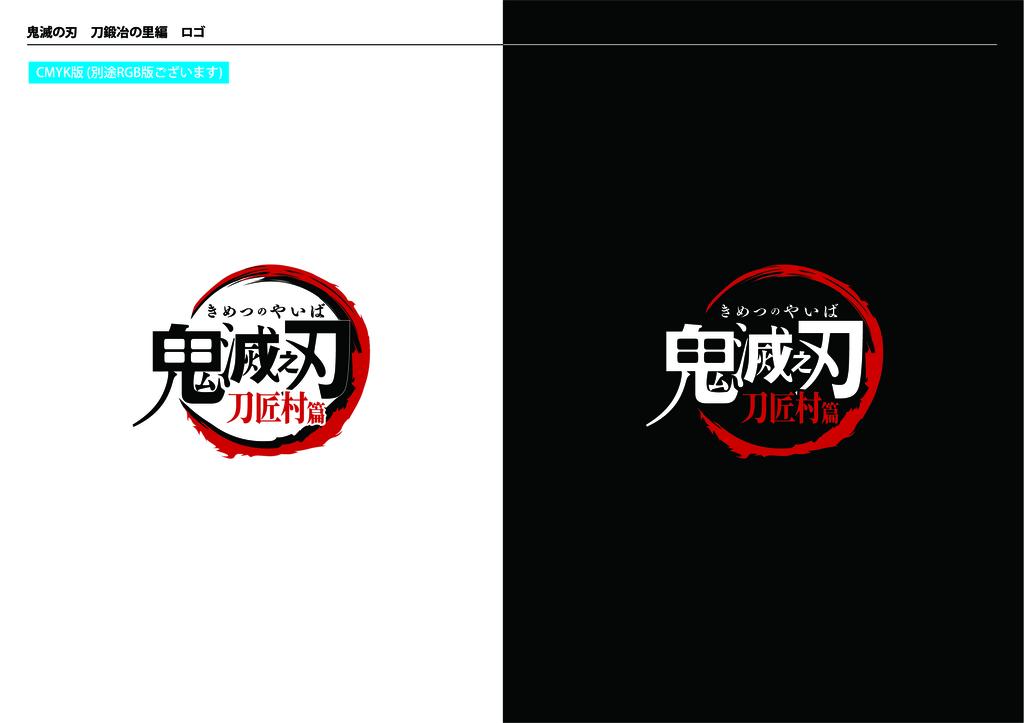 鬼滅の刃　刀鍛冶の里編　ロゴ
CMYK版 (別途RGB版ございます)
きめつのやいば
鬼滅之刃
刀匠村篇
きめつのやいば
鬼滅之刃
刀匠村篇